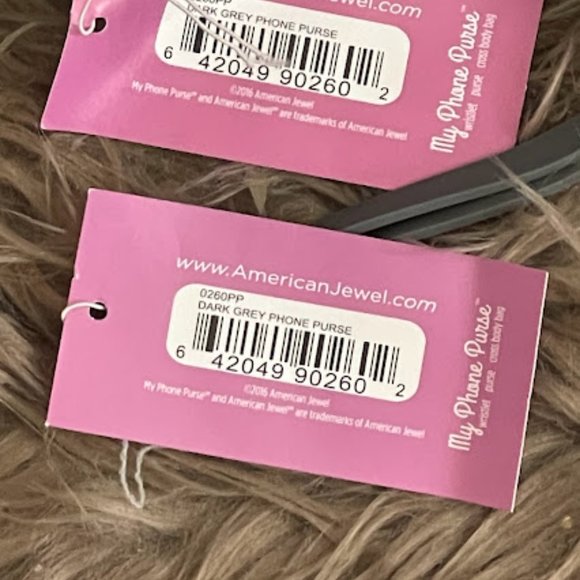 AmericanJewel.com
0260PP
DARK GREY PHONE PURSE
6 42049 90260 2
©2016 American Jewel
My Phone Purse™ and American Jewel™ are trademarks of American Jewel
My Phone Purse™
wristlet purse cross body bag
www.AmericanJewel.com
0260PP
DARK GREY PHONE PURSE
6 42049 90260 2
©2016 American Jewel
My Phone Purse™ and American Jewel™ are trademarks of American Jewel
My Phone Purse™
wristlet purse cross body bag